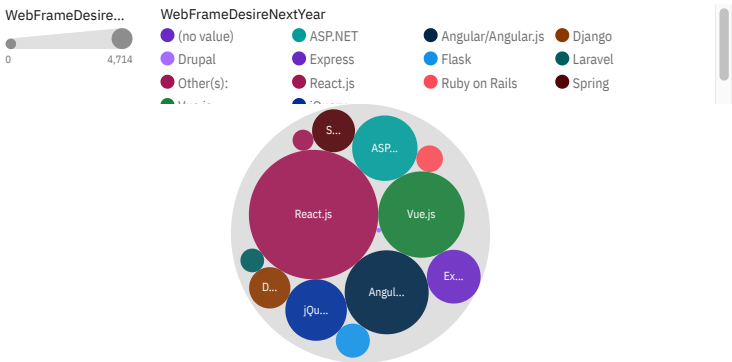 WebFrameDesire...
0
4,714
WebFrameDesireNextYear
(no value)
ASP.NET
Angular/Angular.js
Django
Drupal
Express
Flask
Laravel
Other(s):
React.js
Ruby on Rails
Spring
S...
ASP...
React.js
Vue.js
Ex...
D...
Angul...
jQu...